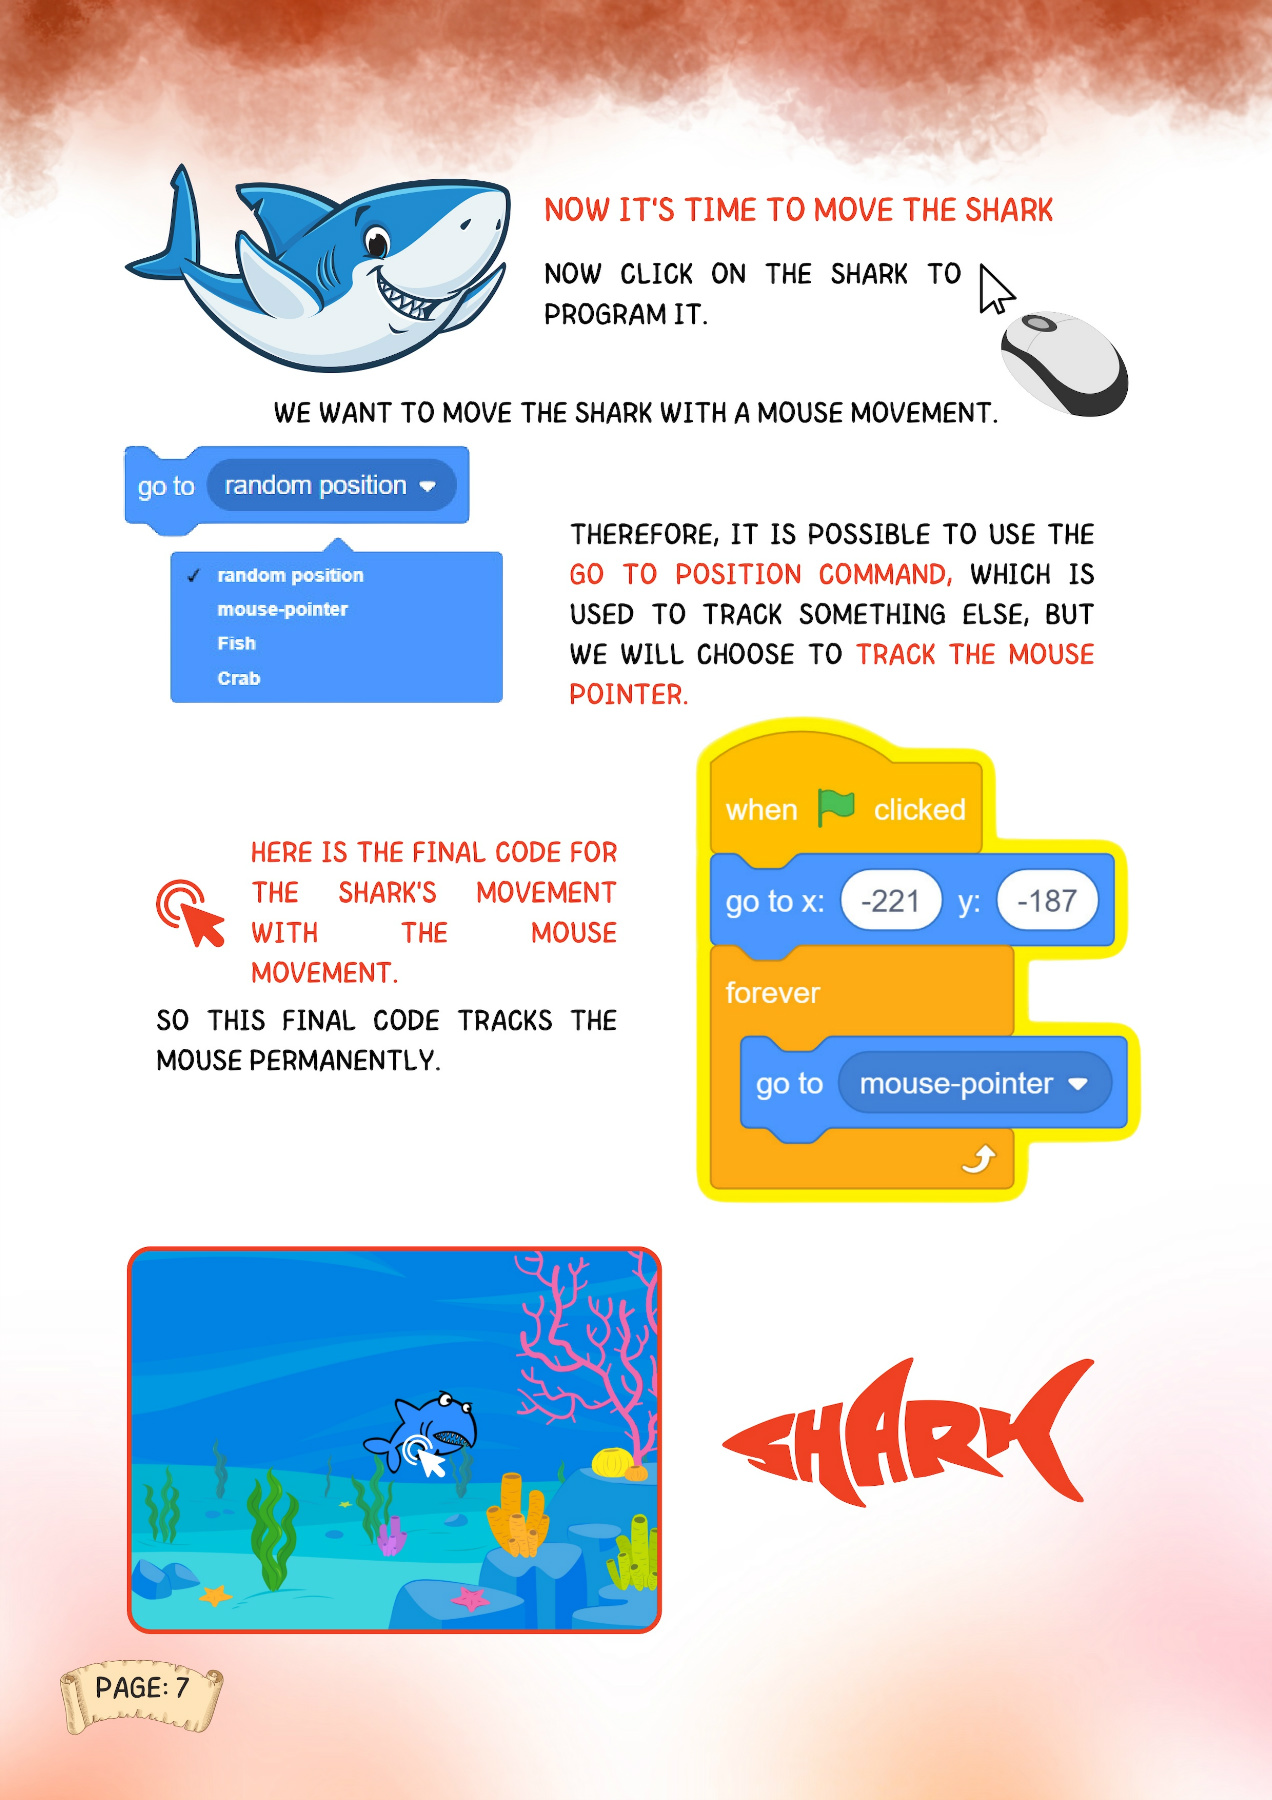 NOW IT'S TIME TO MOVE THE SHARK
NOW CLICK ON THE SHARK TO
PROGRAM IT.
WE WANT TO MOVE THE SHARK WITH A MOUSE MOVEMENT.
go to random position
✓ random position
mouse-pointer
Fish
Crab
THEREFORE, IT IS POSSIBLE TO USE THE
GO TO POSITION COMMAND, WHICH IS
USED TO TRACK SOMETHING ELSE, BUT
WE WILL CHOOSE TO TRACK THE MOUSE
POINTER.
HERE IS THE FINAL CODE FOR
THE SHARK'S MOVEMENT
WITH THE MOUSE
MOVEMENT.
SO THIS FINAL CODE TRACKS THE
MOUSE PERMANENTLY.
when clicked
go to x: -221 y: -187
forever
go to mouse-pointer
SHARK
PAGE: 7